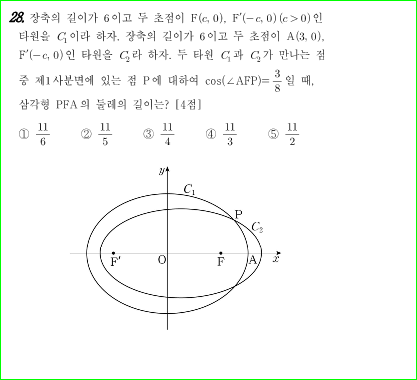 28. 장축의 길이가 6이고 두 초점이 F(c, 0), F′(−c, 0) (c>0)인
타원을 C₁이라 하자. 장축의 길이가 6이고 두 초점이 A(3, 0),
F′(−c, 0)인 타원을 C₂라 하자. 두 타원 C₁과 C₂가 만나는 점
중 제1사분면에 있는 점 P에 대하여 cos(∠AFP)=3/8일 때,
삼각형 PFA의 둘레의 길이는? [4점]
① 11/6 ② 11/5 ③ 11/4 ④ 11/3 ⑤ 11/2
y
C₁
P
C₂
F′ O F A x